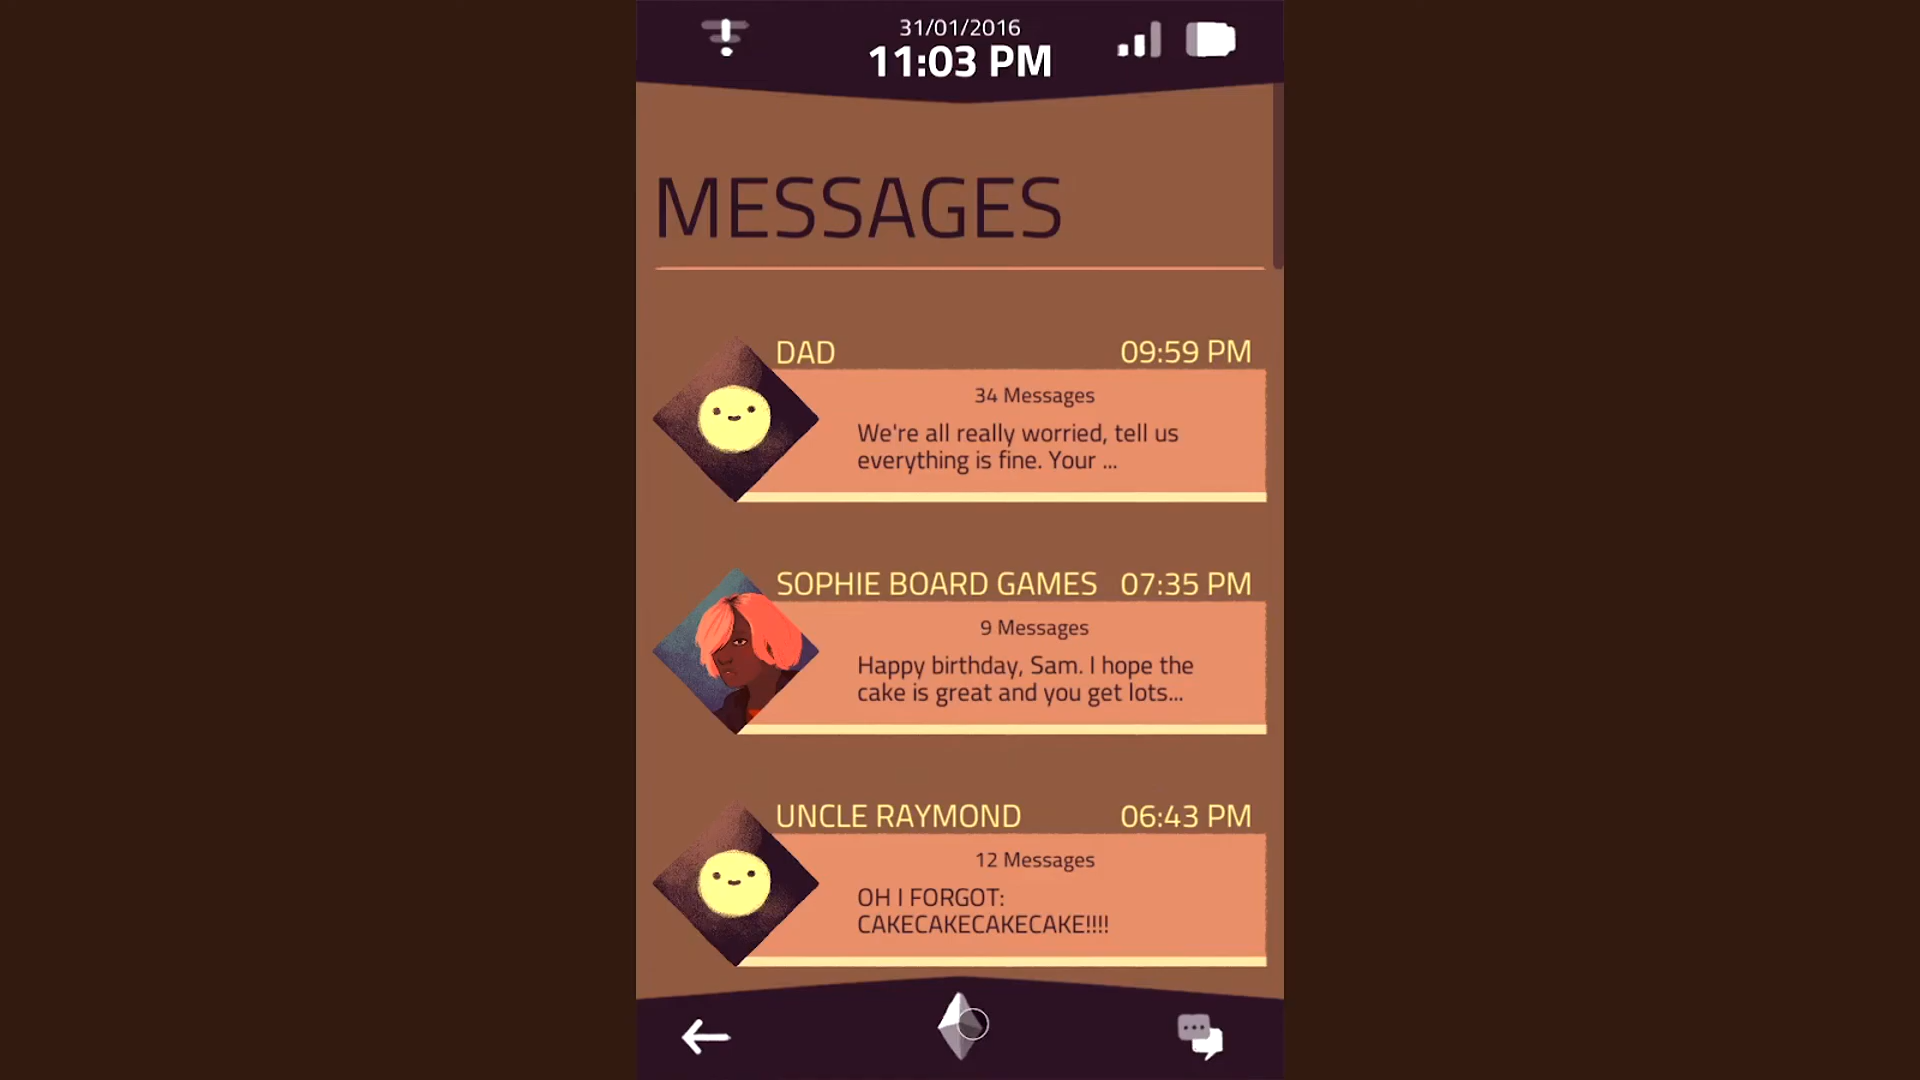 31/01/2016
11:03 PM
MESSAGES
DAD 09:59 PM
34 Messages
We're all really worried, tell us
everything is fine. Your ...
SOPHIE BOARD GAMES 07:35 PM
9 Messages
Happy birthday, Sam. I hope the
cake is great and you get lots...
UNCLE RAYMOND 06:43 PM
12 Messages
OH I FORGOT:
CAKECAKECAKECAKE!!!!